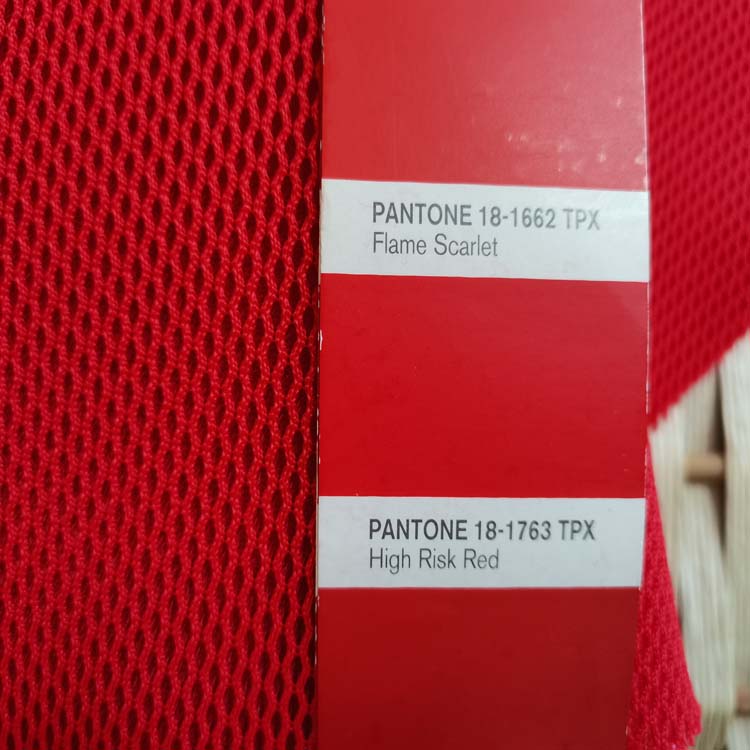 PANTONE 18-1662 TPX
Flame Scarlet
PANTONE 18-1763 TPX
High Risk Red